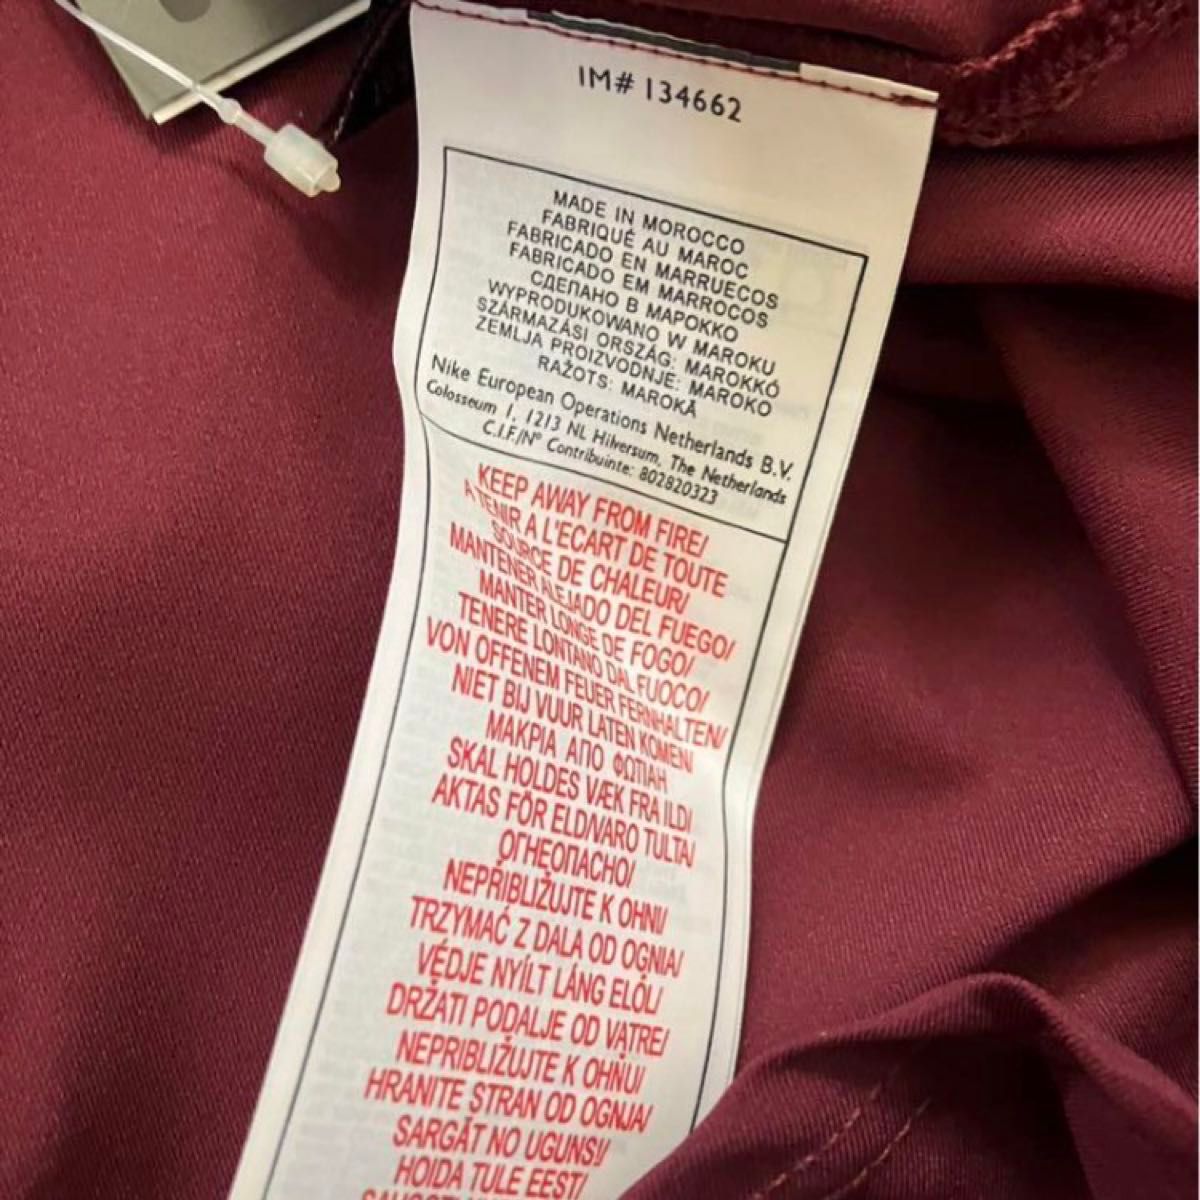 IM# 134662
MADE IN MOROCCO
FABRIQUÉ AU MAROC
FABRICADO EN MARRUECOS
FABRICADO EM MARROCOS
СДЕЛАНО В МАРОККО
WYPRODUKOWANO W MAROKU
SZÁRMAZÁSI ORSZÁG: MAROKKÓ
ZEMLJA PROIZVODNJE: MAROKO
RAŽOTS: MAROKĀ
Nike European Operations Netherlands B.V.
Colosseum 1, 1213 NL Hilversum, The Netherlands
C.I.F./N° Contribuinte: 802820323
KEEP AWAY FROM FIRE/
A TENIR A L'ECART DE TOUTE
SOURCE DE CHALEUR/
MANTENER ALEJADO DEL FUEGO/
MANTER LONGE DE FOGO/
TENERE LONTANO DAL FUOCO/
VON OFFENEM FEUER FERNHALTEN/
NIET BIJ VUUR LATEN KOMEN/
ΜΑΚΡΙΑ ΑΠΟ ΦΩΤΙΑΗ
SKAL HOLDES VÆK FRA ILD/
AKTAS FÖR ELD/VARO TULTA/
ОГНЕОПАСНО/
NEPŘIBLIŽUJTE K OHNI/
TRZYMAĆ Z DALA OD OGNIA/
VÉDJE NYÍLT LÁNG ELÖL/
DRŽATI PODALJE OD VATRE/
NEPRIBLIŽUJTE K OHŇU/
HRANITE STRAN OD OGNJA/
SARGĀT NO UGUNS!/
HOIDA TULE EEST/